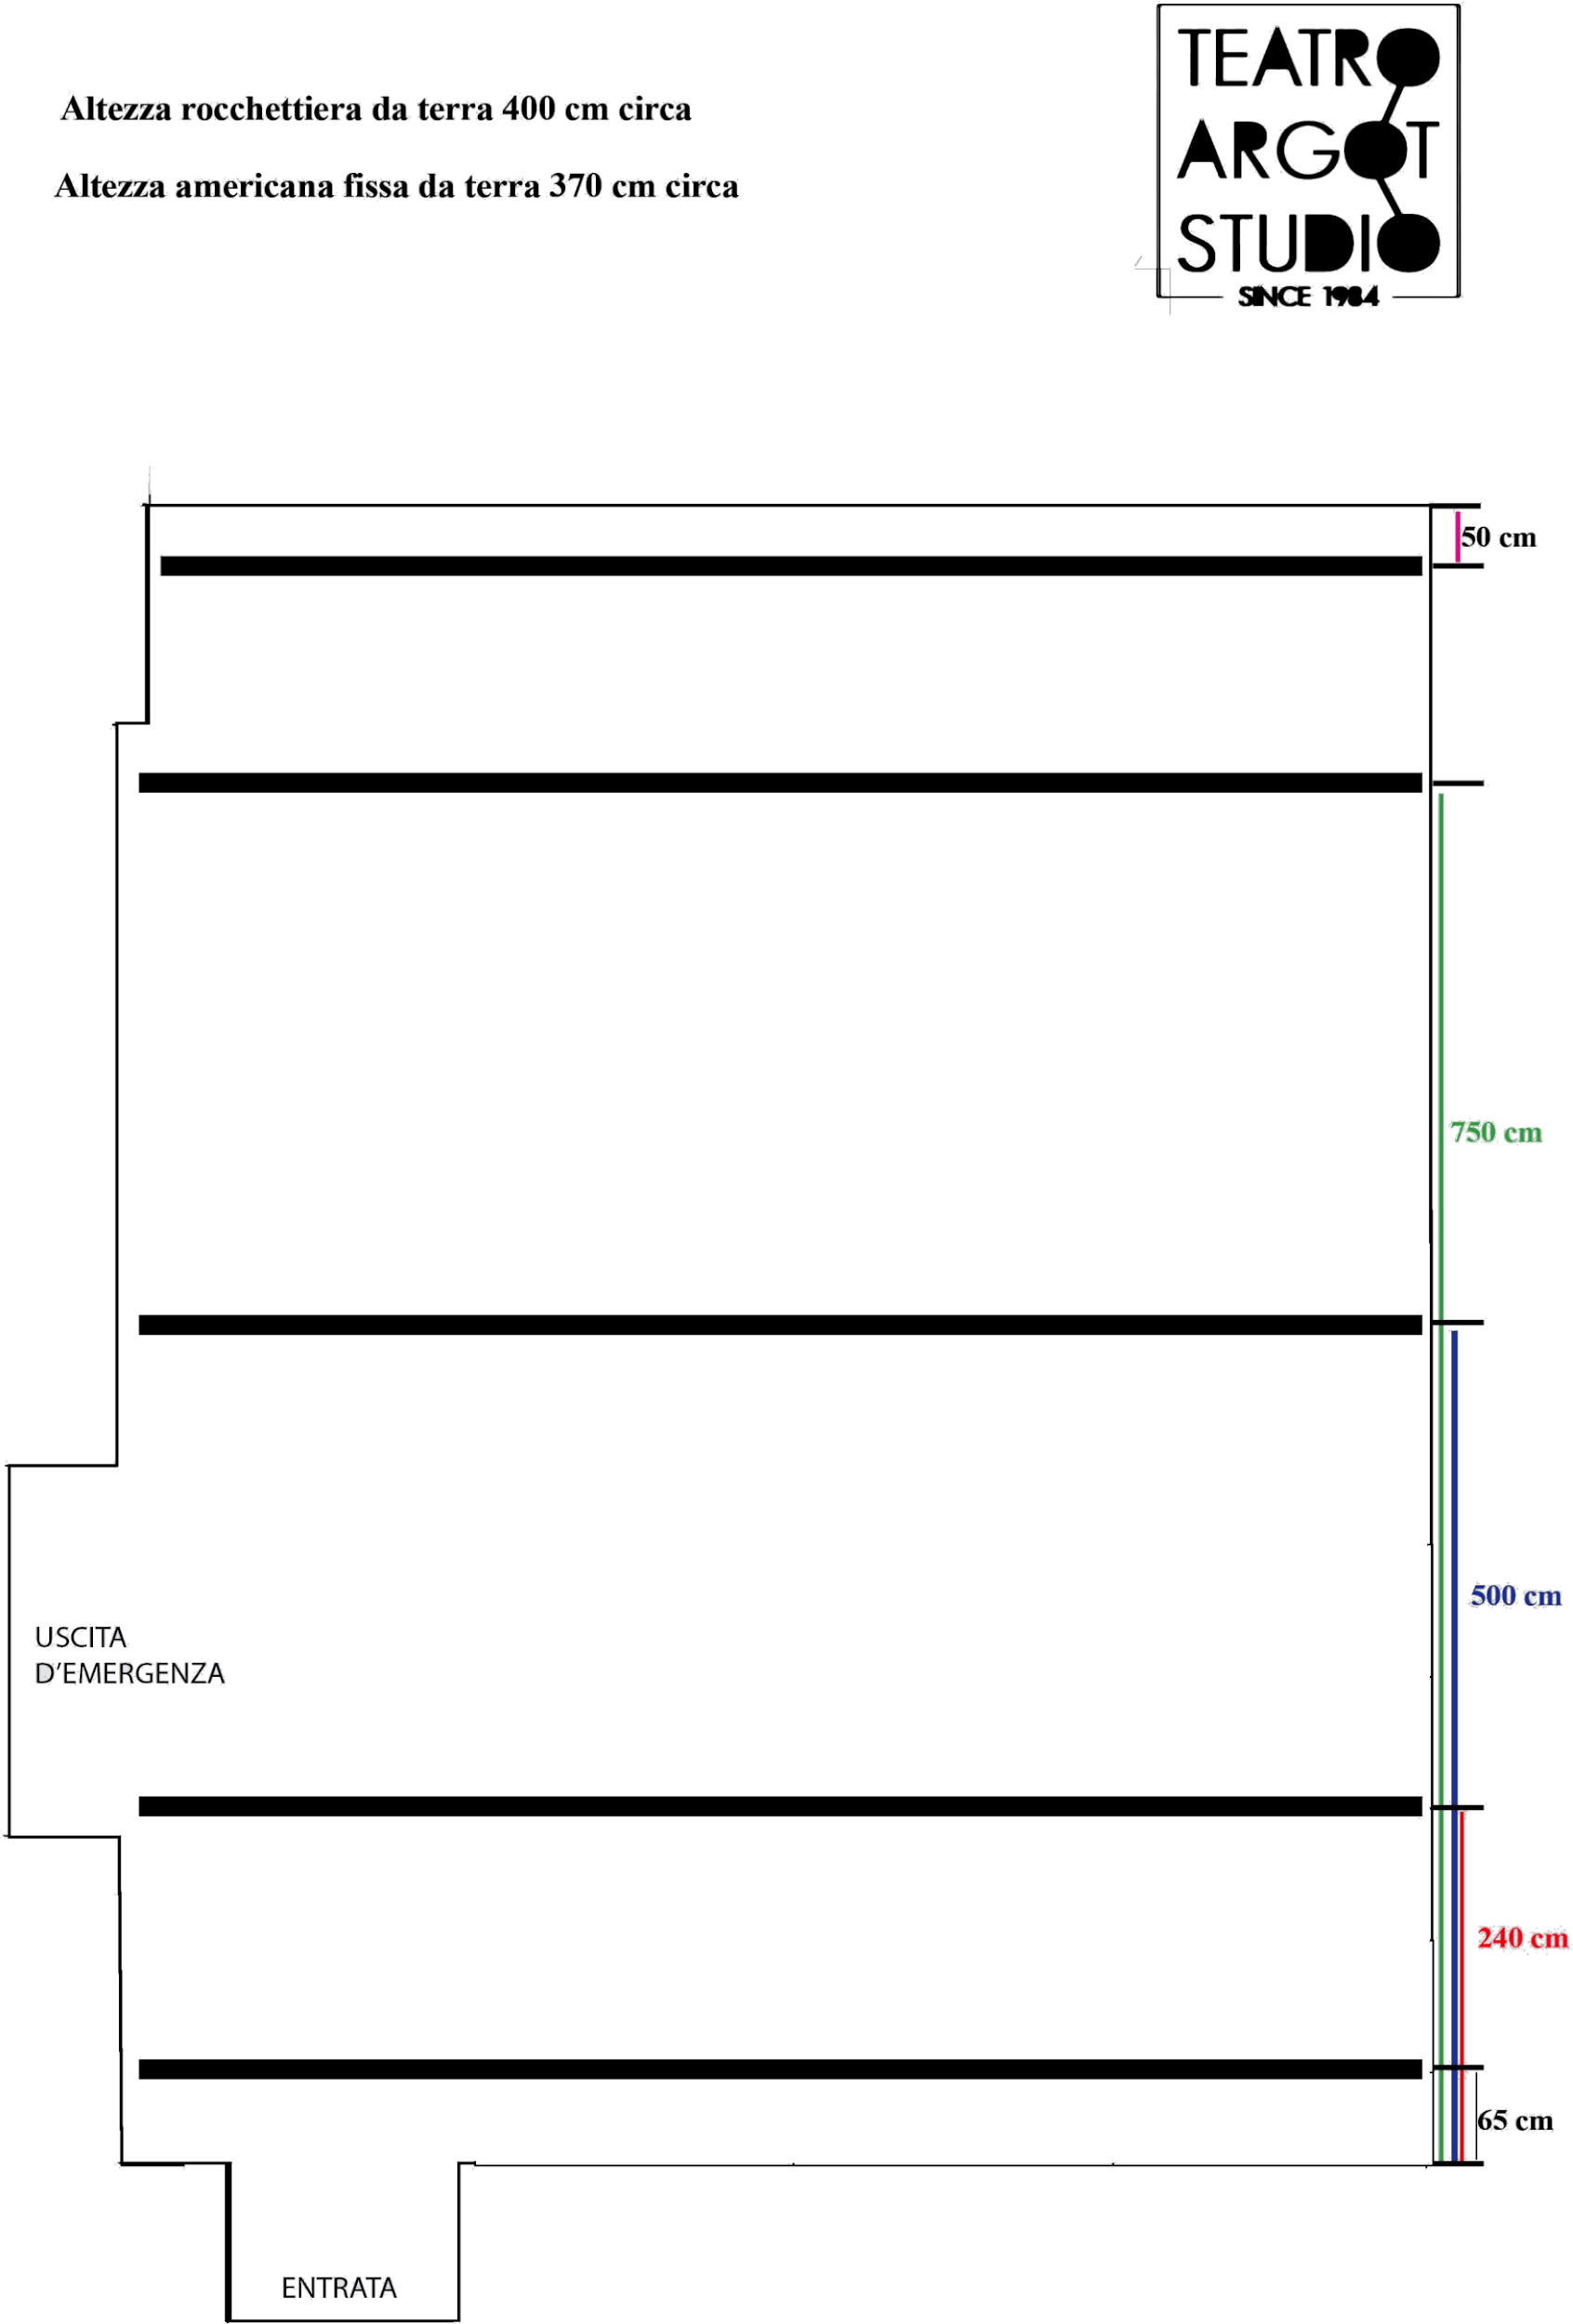 Altezza rocchettiera da terra 400 cm circa
Altezza americana fissa da terra 370 cm circa
TEATRO
ARGOT
STUDIO
SINCE 1984
50 cm
750 cm
500 cm
USCITA
D'EMERGENZA
240 cm
65 cm
ENTRATA